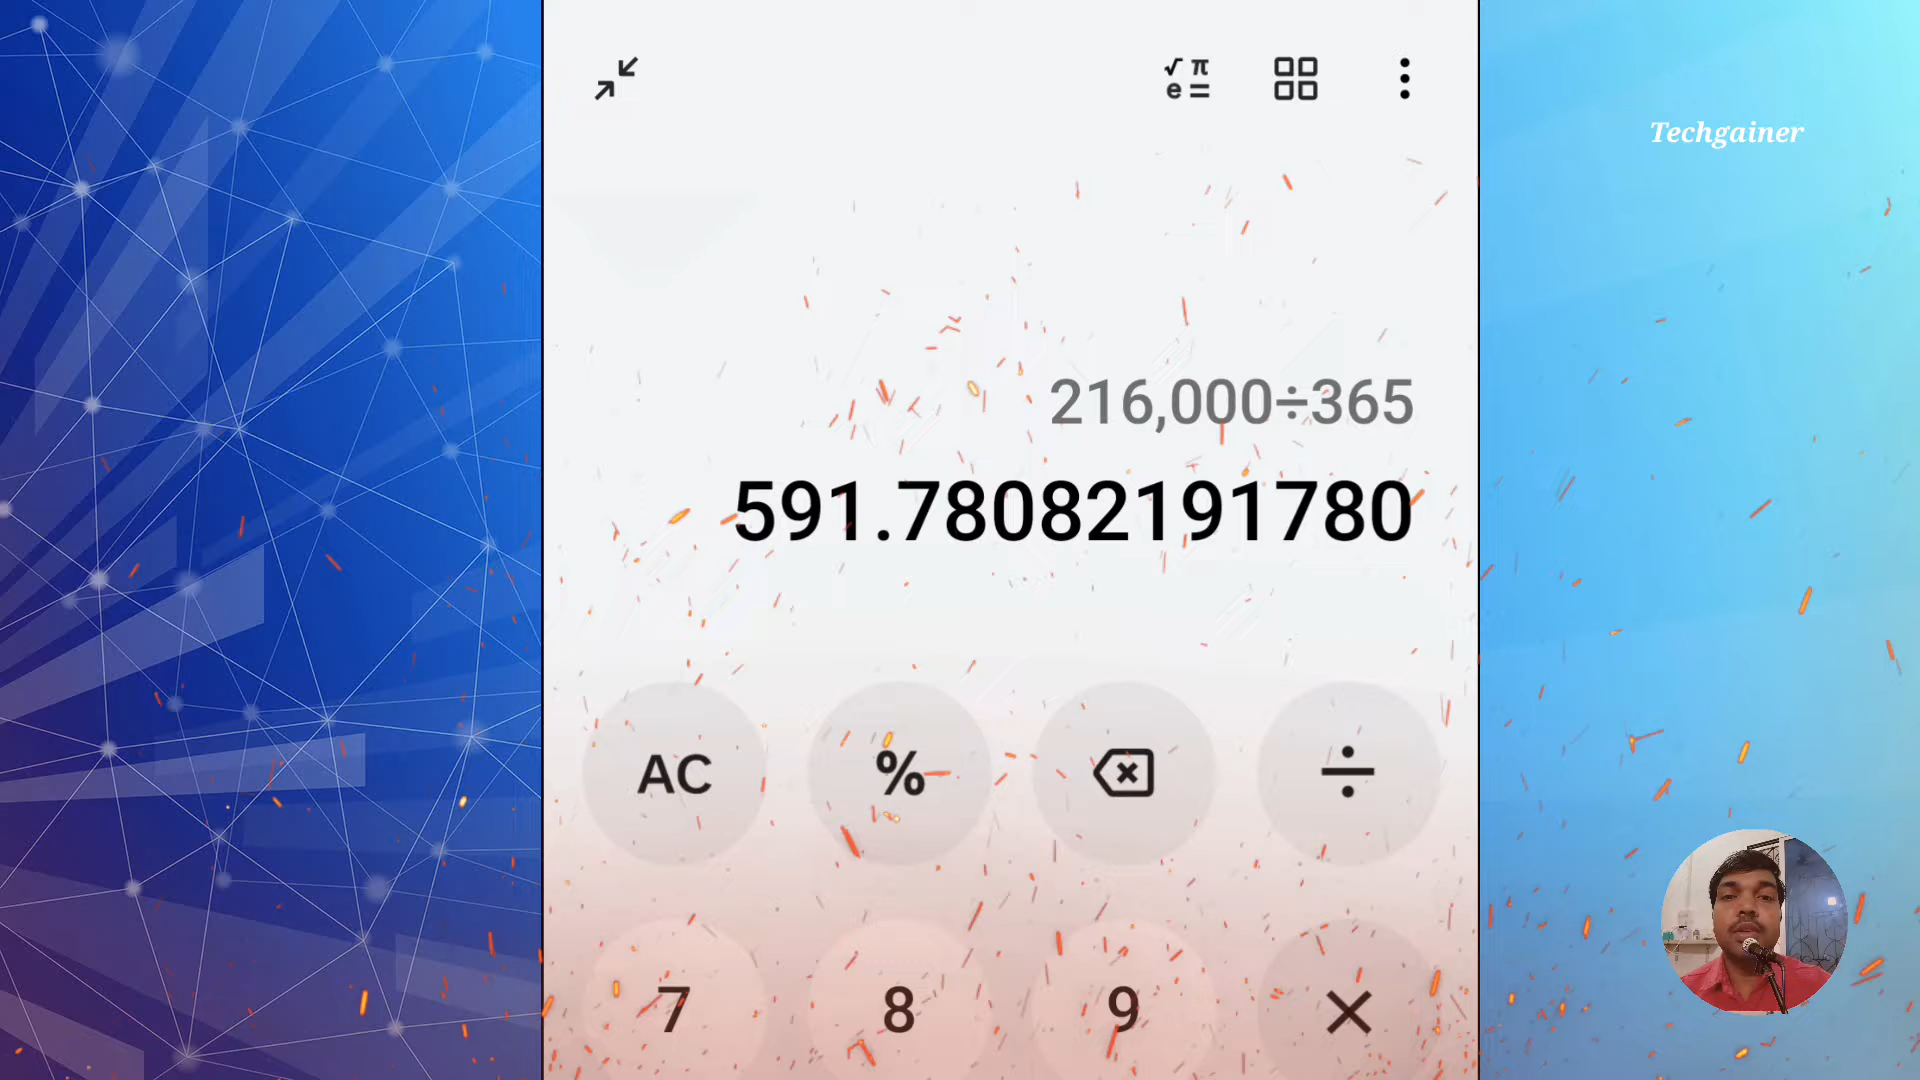 √ π
e =
Techgainer
216,000÷365
591.78082191780
AC % ÷
7 8 9 ×